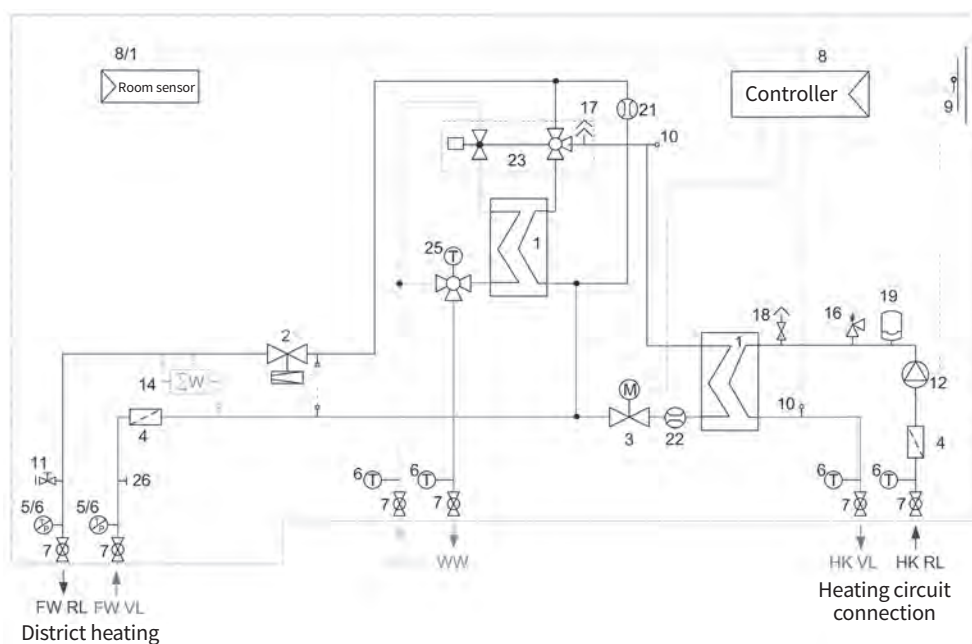 8/1
Room sensor
8
Controller
9
17
21
10
23
1
25
T
2
14
ΣW
4
18
16
19
1
M
3
22
10
12
4
11
26
5/6
5/6
6
T
6
T
6
T
6
T
7
7
7
7
7
7
FW RL
FW VL
WW
HK VL
HK RL
District heating
Heating circuit
connection